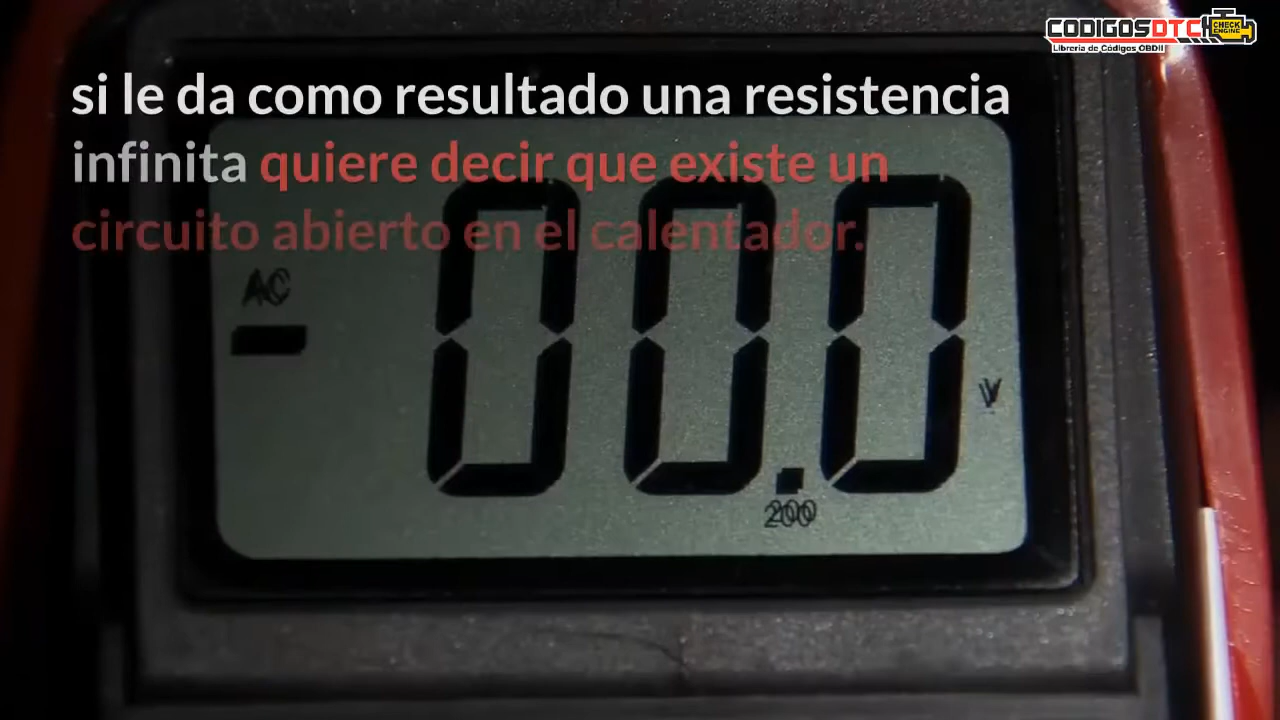 CODIGOSDTC
CHECK
ENGINE
Libreria de Códigos OBDII
si le da como resultado una resistencia
infinita quiere decir que existe un
circuito abierto en el calentador.
AC
-00.0
V
200